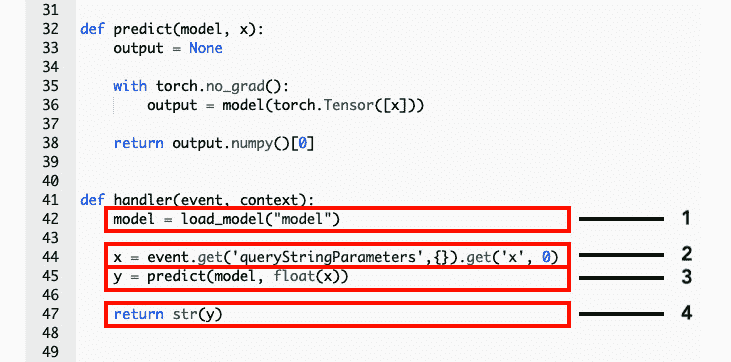 31
32 def predict(model, x):
33 output = None
34
35 with torch.no_grad():
36 output = model(torch.Tensor([x]))
37
38 return output.numpy()[0]
39
40
41 def handler(event, context):
42 model = load_model("model") 1
43
44 x = event.get('queryStringParameters',{}).get('x', 0) 2
45 y = predict(model, float(x)) 3
46
47 return str(y) 4
48
49